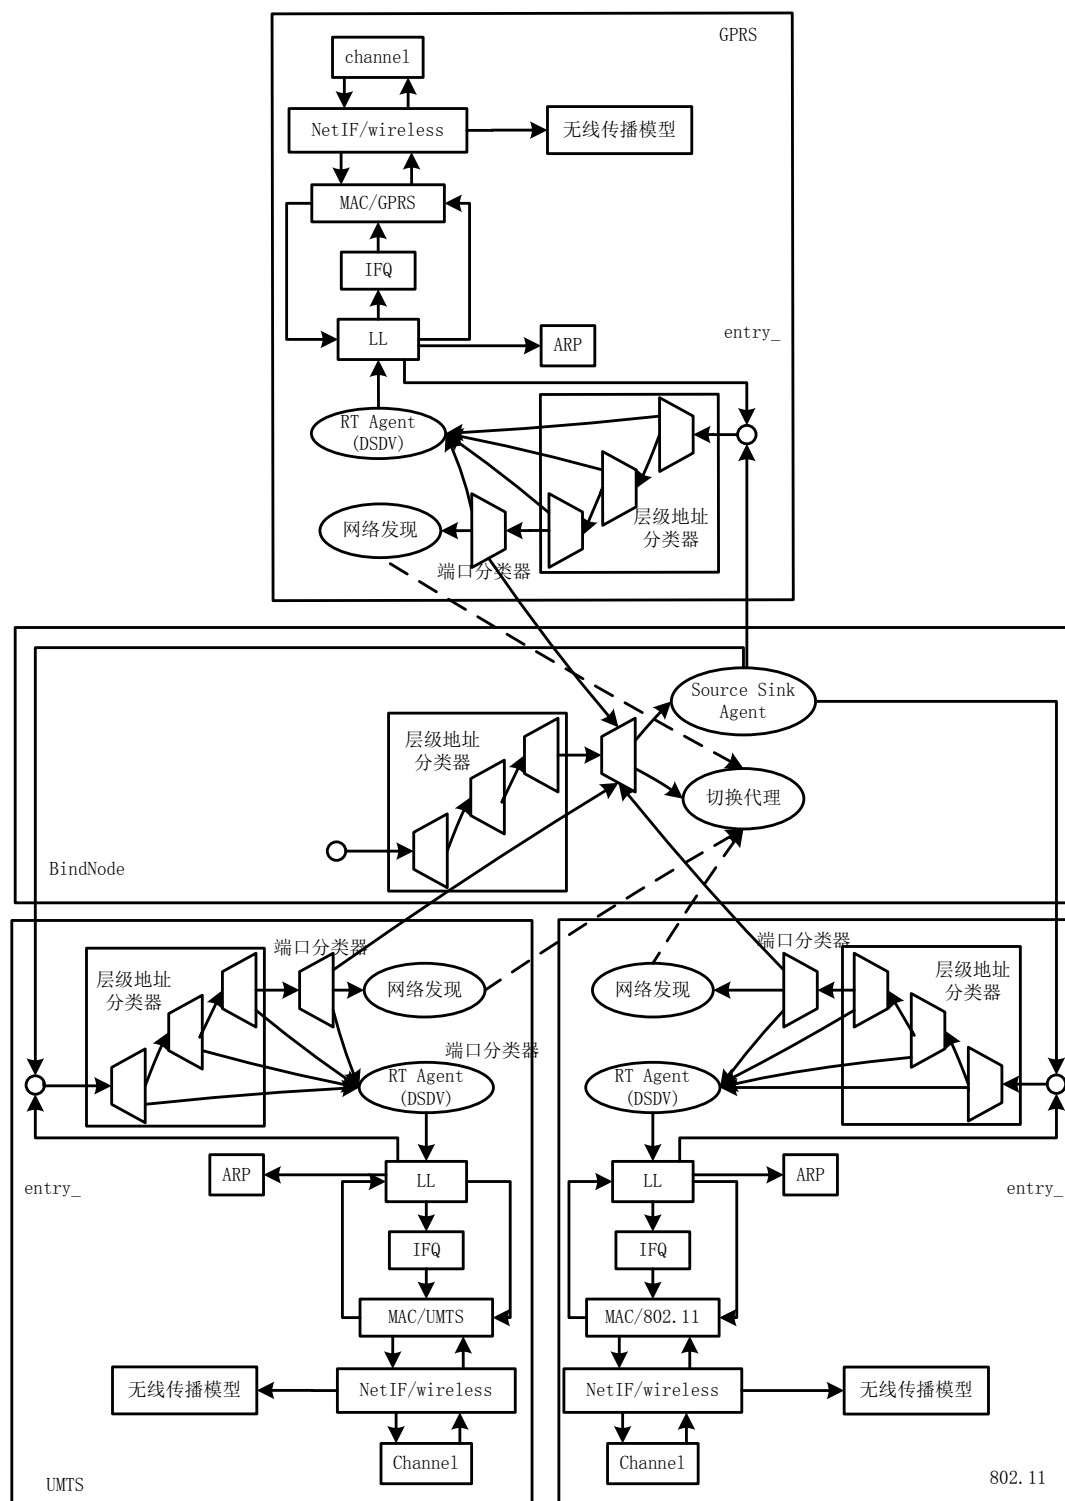 GPRS
channel
NetIF/wireless
无线传播模型
MAC/GPRS
IFQ
LL
ARP
entry_
RT Agent
(DSDV)
网络发现
层级地址
分类器
端口分类器
Source Sink
Agent
层级地址
分类器
切换代理
BindNode
端口分类器
层级地址
分类器
网络发现
端口分类器
RT Agent
(DSDV)
ARP
LL
entry_
IFQ
MAC/UMTS
无线传播模型
NetIF/wireless
Channel
UMTS
端口分类器
网络发现
层级地址
分类器
RT Agent
(DSDV)
LL
ARP
entry_
IFQ
MAC/802.11
NetIF/wireless
无线传播模型
Channel
802.11